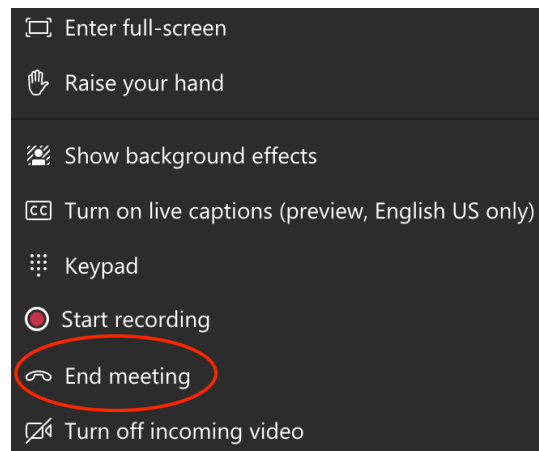 Enter full-screen
Raise your hand
Show background effects
CC Turn on live captions (preview, English US only)
Keypad
Start recording
End meeting
Turn off incoming video